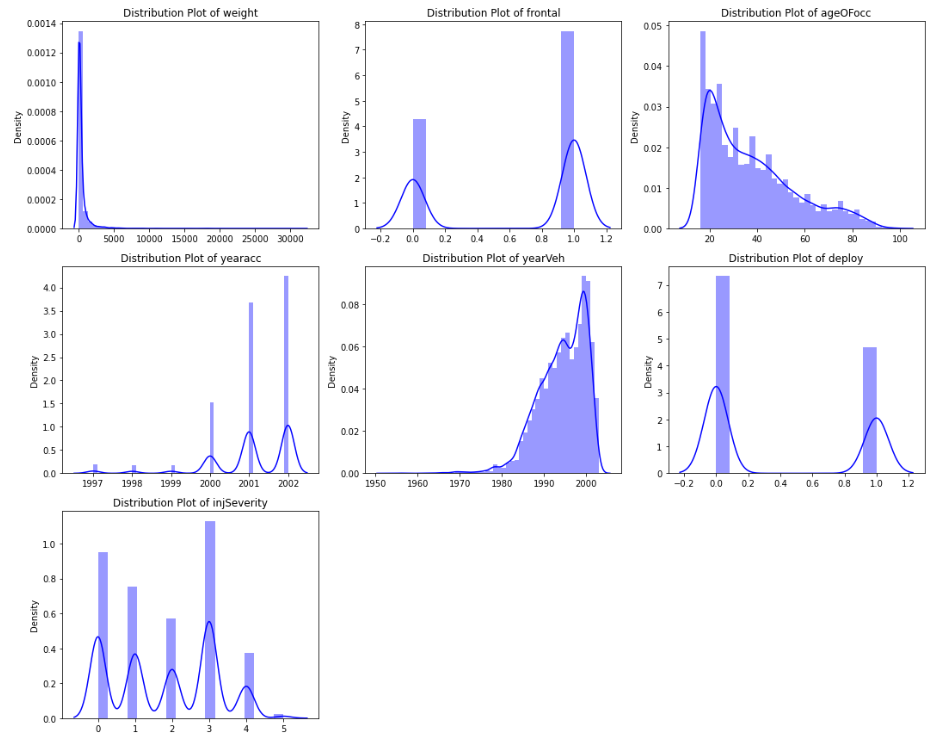 Distribution Plot of weight
0.0014
0.0012
0.0010
0.0008
0.0006
0.0004
0.0002
0.0000
Density
0 5000 10000 15000 20000 25000 30000
Distribution Plot of frontal
8
7
6
5
4
3
2
1
0
Density
−0.2 0.0 0.2 0.4 0.6 0.8 1.0 1.2
Distribution Plot of ageOFocc
0.05
0.04
0.03
0.02
0.01
0.00
Density
20 40 60 80 100
Distribution Plot of yearacc
4.0
3.5
3.0
2.5
2.0
1.5
1.0
0.5
0.0
Density
1997 1998 1999 2000 2001 2002
Distribution Plot of yearVeh
0.08
0.06
0.04
0.02
0.00
Density
1950 1960 1970 1980 1990 2000
Distribution Plot of deploy
7
6
5
4
3
2
1
0
Density
−0.2 0.0 0.2 0.4 0.6 0.8 1.0 1.2
Distribution Plot of injSeverity
1.0
0.8
0.6
0.4
0.2
0.0
Density
0 1 2 3 4 5